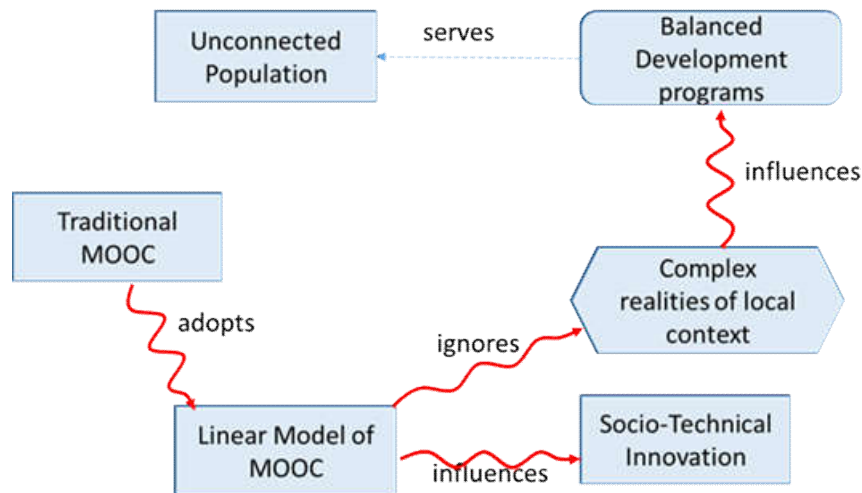 Unconnected
Population
serves
Balanced
Development
programs
influences
Traditional
MOOC
adopts
Complex
realities of local
context
ignores
Linear Model of
MOOC
influences
Socio-Technical
Innovation